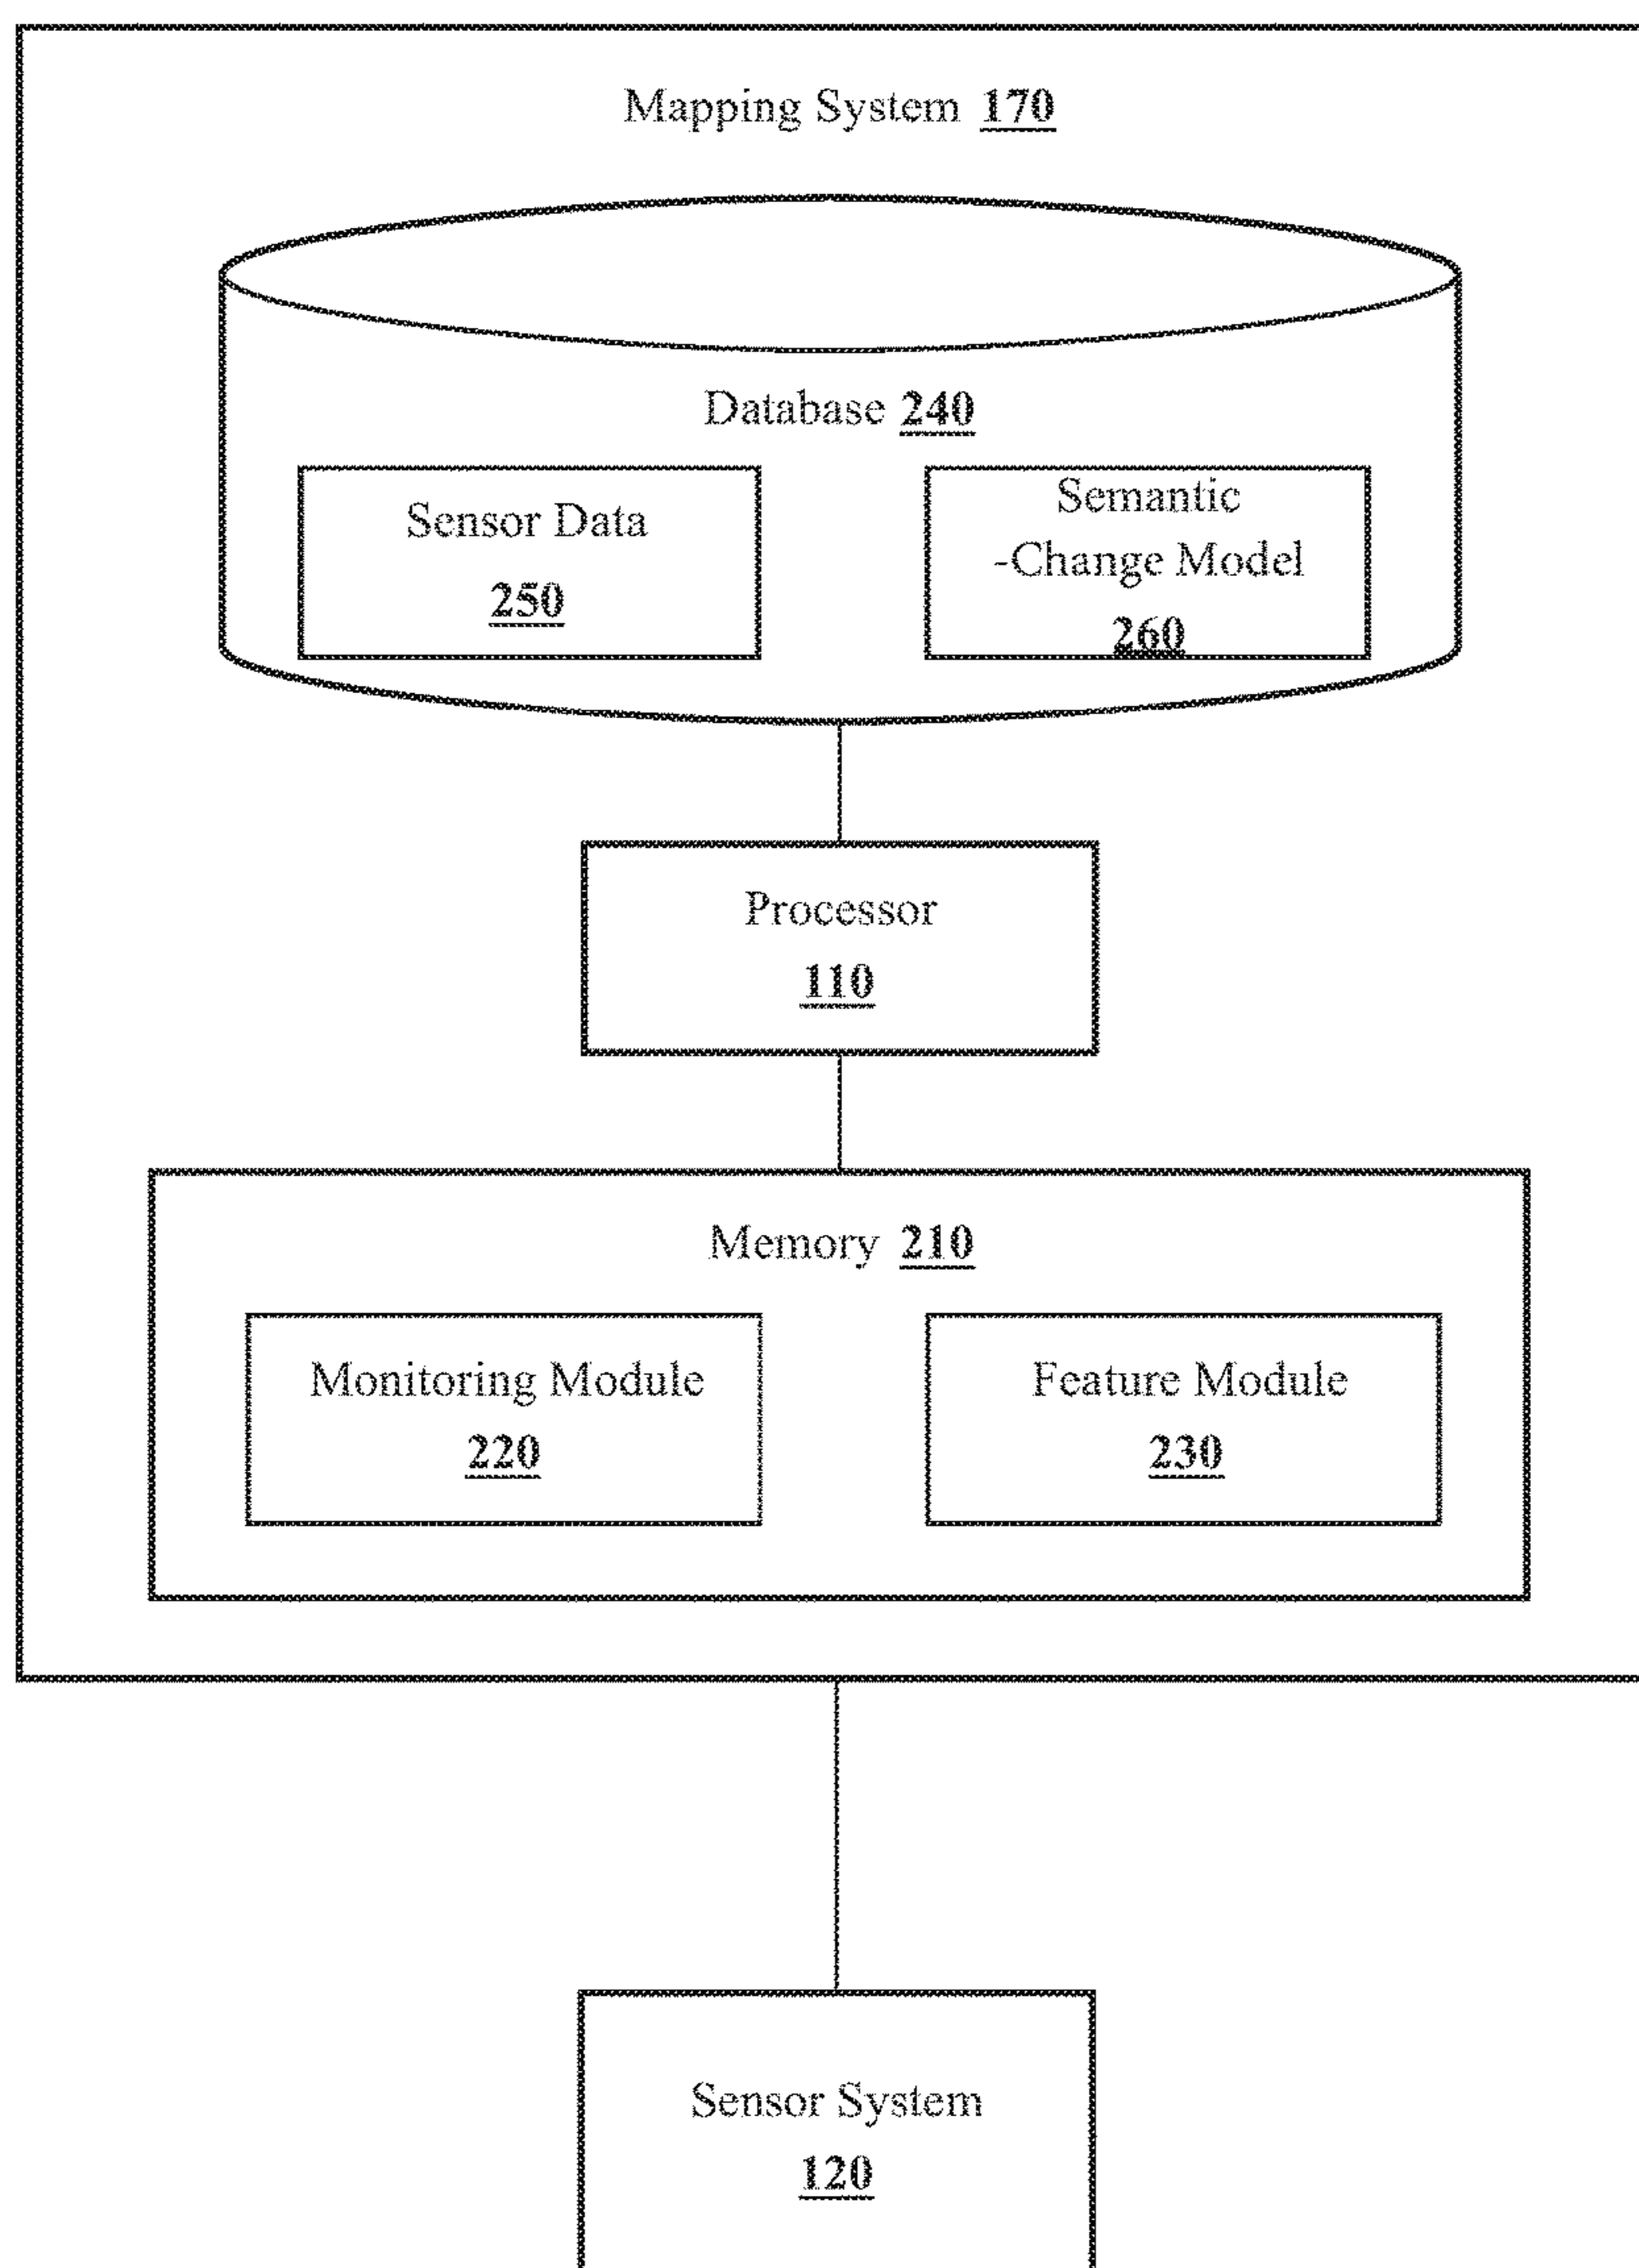 Mapping System 170
Database 240
Sensor Data
250
Semantic
-Change Model
260
Processor
110
Memory 210
Monitoring Module
220
Feature Module
230
Sensor System
120